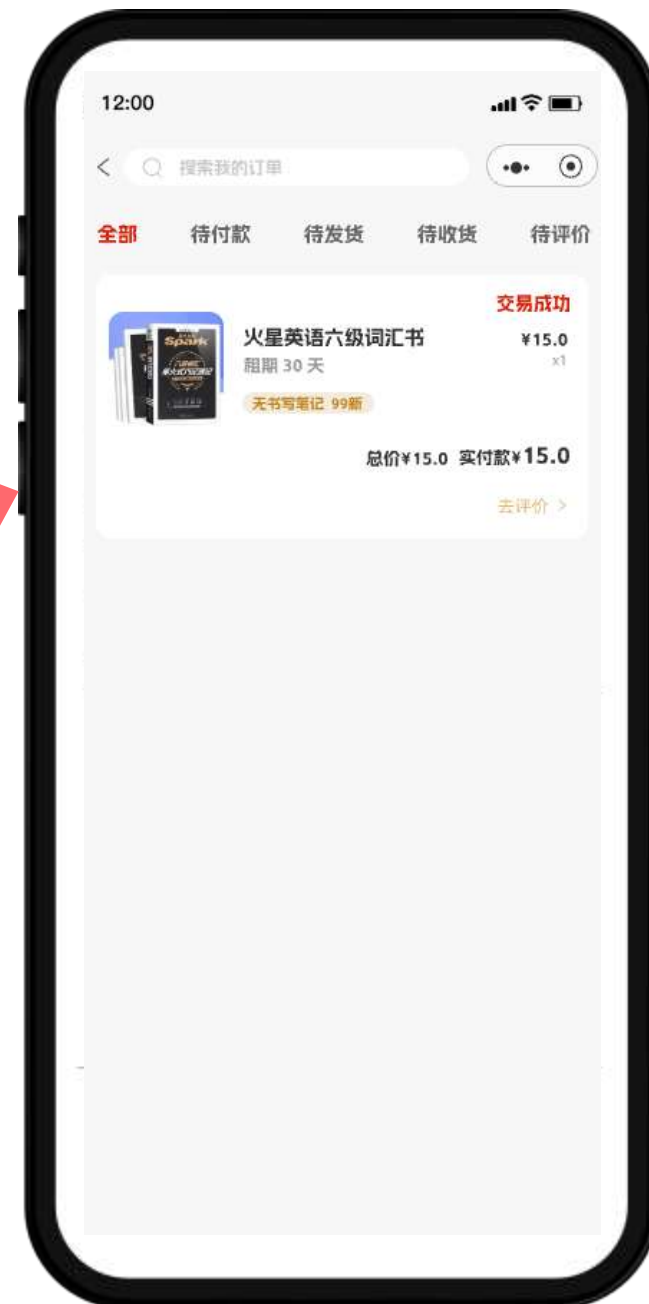 12:00
搜索我的订单
全部 待付款 待发货 待收货 待评价
交易成功
Spark
火星英语六级词汇书 ¥15.0
租期 30 天 x1
无书写笔记 99新
总价¥15.0 实付款¥15.0
去评价 >